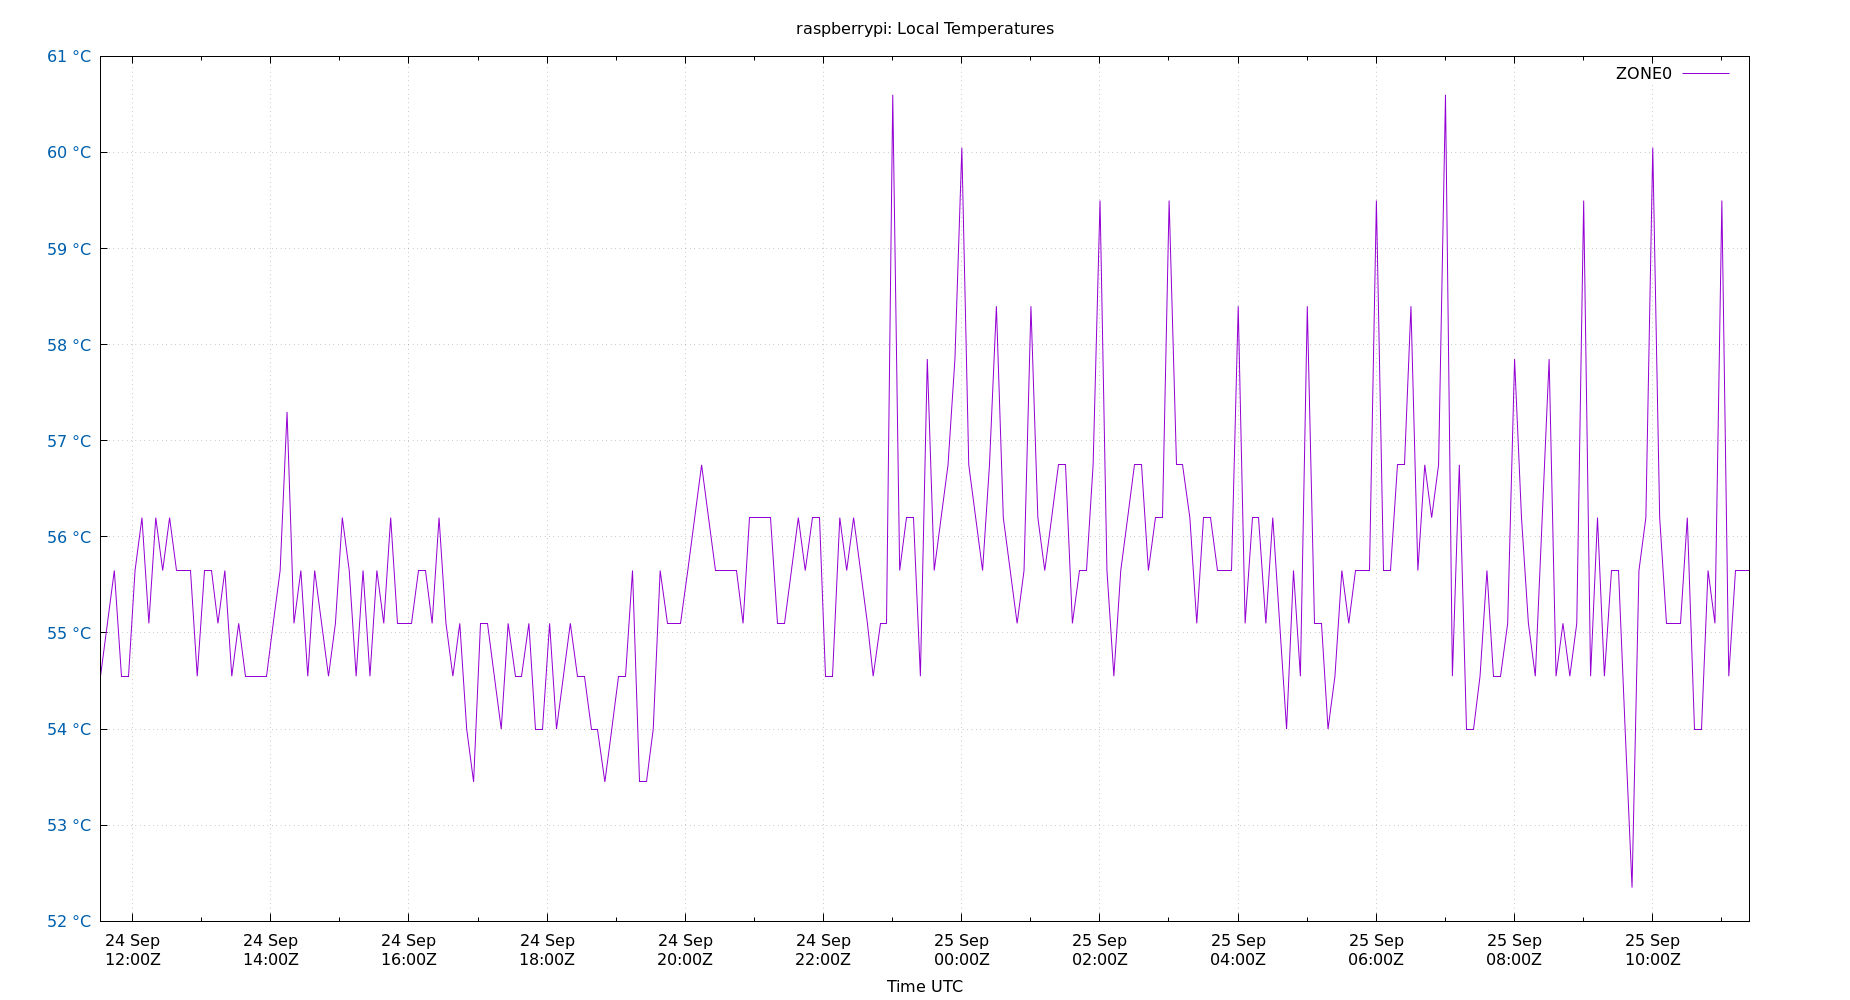 raspberrypi: Local Temperatures
61 °C
ZONE0
60 °C
59 °C
58 °C
57 °C
56 °C
55 °C
54 °C
53 °C
52 °C
24 Sep 24 Sep 24 Sep 24 Sep 24 Sep 24 Sep 25 Sep 25 Sep 25 Sep 25 Sep 25 Sep 25 Sep
12:00Z 14:00Z 16:00Z 18:00Z 20:00Z 22:00Z 00:00Z 02:00Z 04:00Z 06:00Z 08:00Z 10:00Z
Time UTC